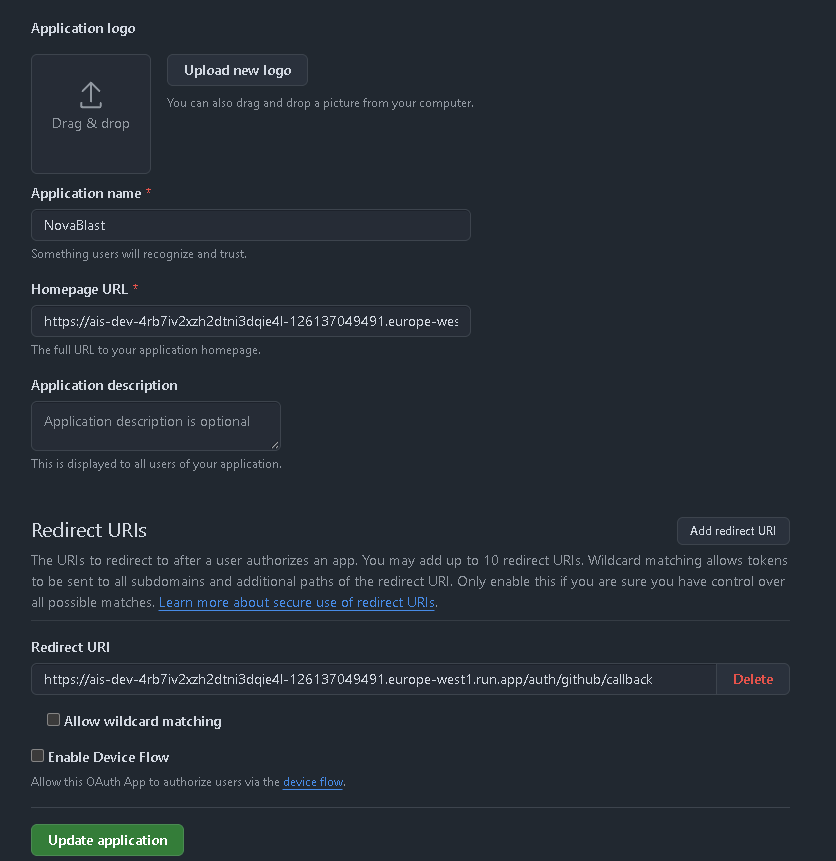 Application logo
Upload new logo
You can also drag and drop a picture from your computer.
Drag & drop
Application name *
NovaBlast
Something users will recognize and trust.
Homepage URL *
https://ais-dev-4rb7iv2xzh2dtni3dqie4l-126137049491.europe-wes
The full URL to your application homepage.
Application description
Application description is optional
This is displayed to all users of your application.
Redirect URIs
Add redirect URI
The URIs to redirect to after a user authorizes an app. You may add up to 10 redirect URIs. Wildcard matching allows tokens
to be sent to all subdomains and additional paths of the redirect URI. Only enable this if you are sure you have control over
all possible matches. Learn more about secure use of redirect URIs.
Redirect URI
https://ais-dev-4rb7iv2xzh2dtni3dqie4l-126137049491.europe-west1.run.app/auth/github/callback
Delete
Allow wildcard matching
Enable Device Flow
Allow this OAuth App to authorize users via the device flow.
Update application